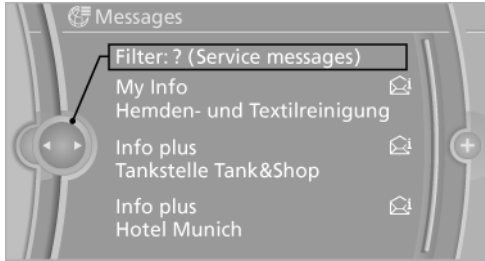 Messages
Filter: ? (Service messages)
My Info
Hemden- und Textilreinigung
Info plus
Tankstelle Tank&Shop
Info plus
Hotel Munich